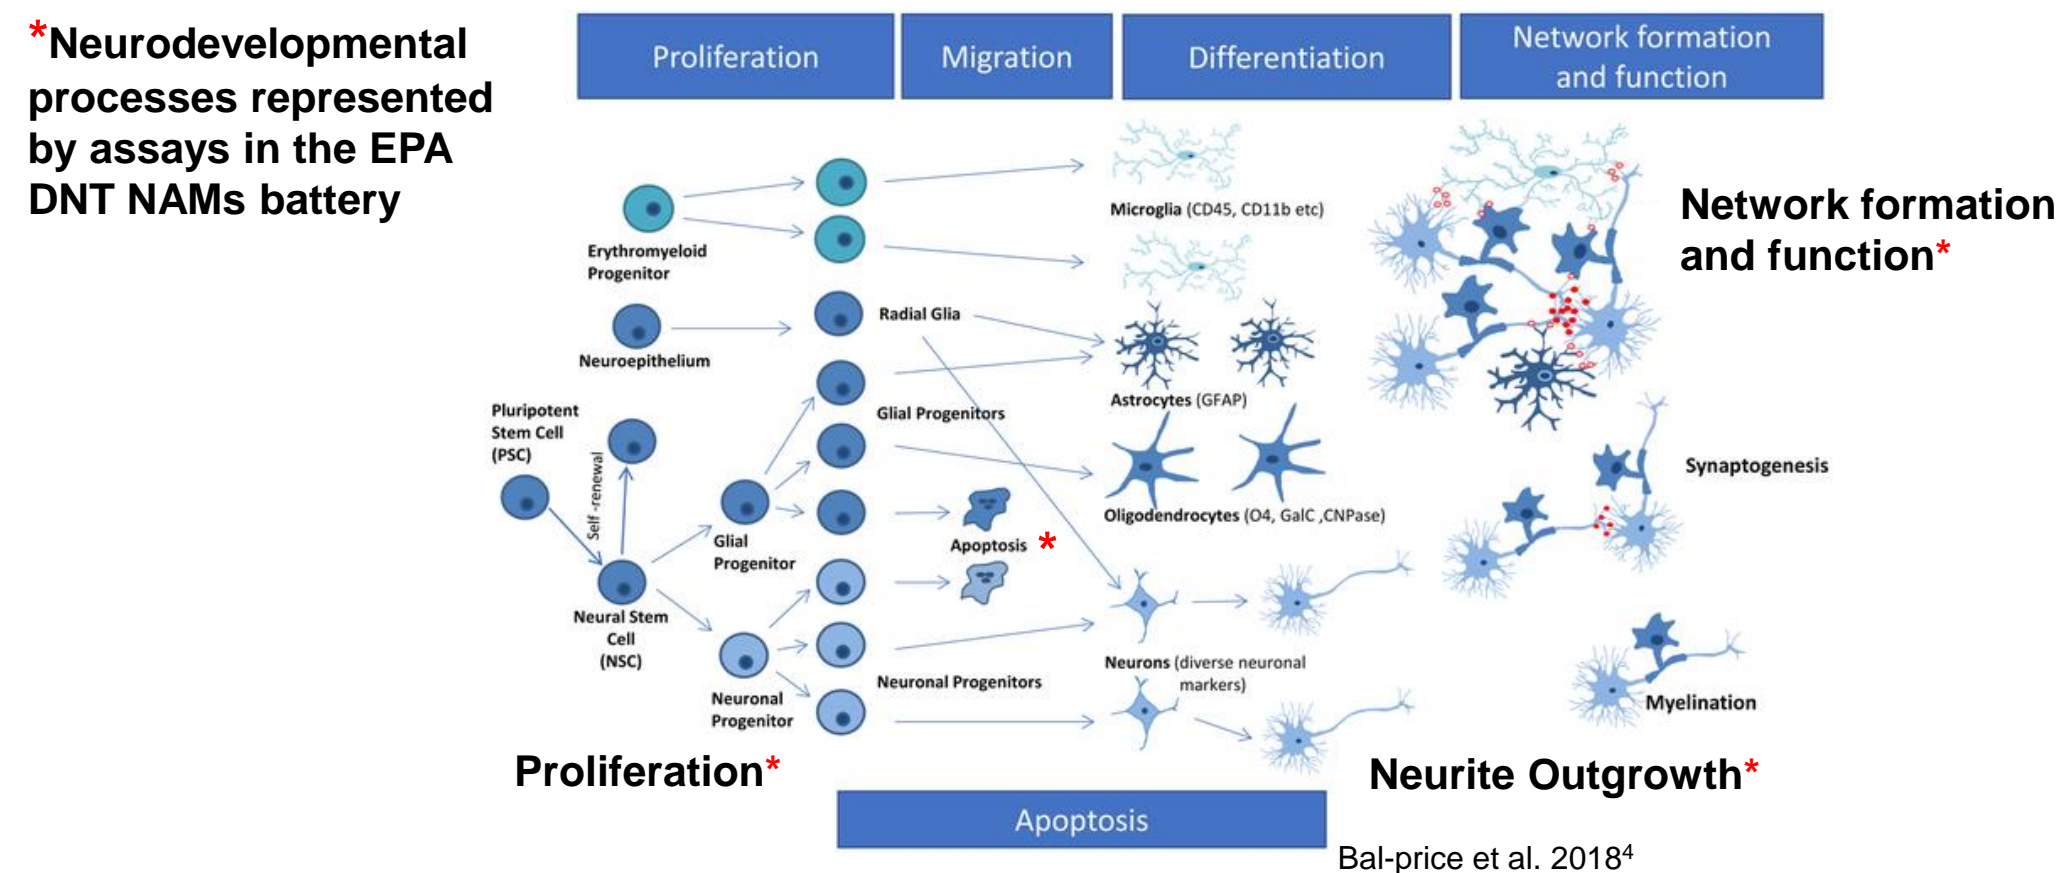 *Neurodevelopmental
processes represented
by assays in the EPA
DNT NAMs battery
Proliferation
Migration
Differentiation
Network formation
and function
Erythromyeloid
Progenitor
Neuroepithelium
Pluripotent
Stem Cell
(PSC)
Self -renewal
Neural Stem
Cell
(NSC)
Glial
Progenitor
Neuronal
Progenitor
Radial Glia
Glial Progenitors
Apoptosis *
Neuronal Progenitors
Microglia (CD45, CD11b etc)
Astrocytes (GFAP)
Oligodendrocytes (O4, GalC ,CNPase)
Neurons (diverse neuronal
markers)
Network formation
and function*
Synaptogenesis
Myelination
Proliferation*
Neurite Outgrowth*
Apoptosis
Bal-price et al. 2018⁴